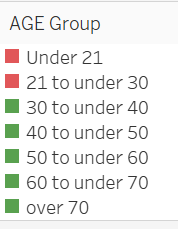 AGE Group
Under 21
21 to under 30
30 to under 40
40 to under 50
50 to under 60
60 to under 70
over 70